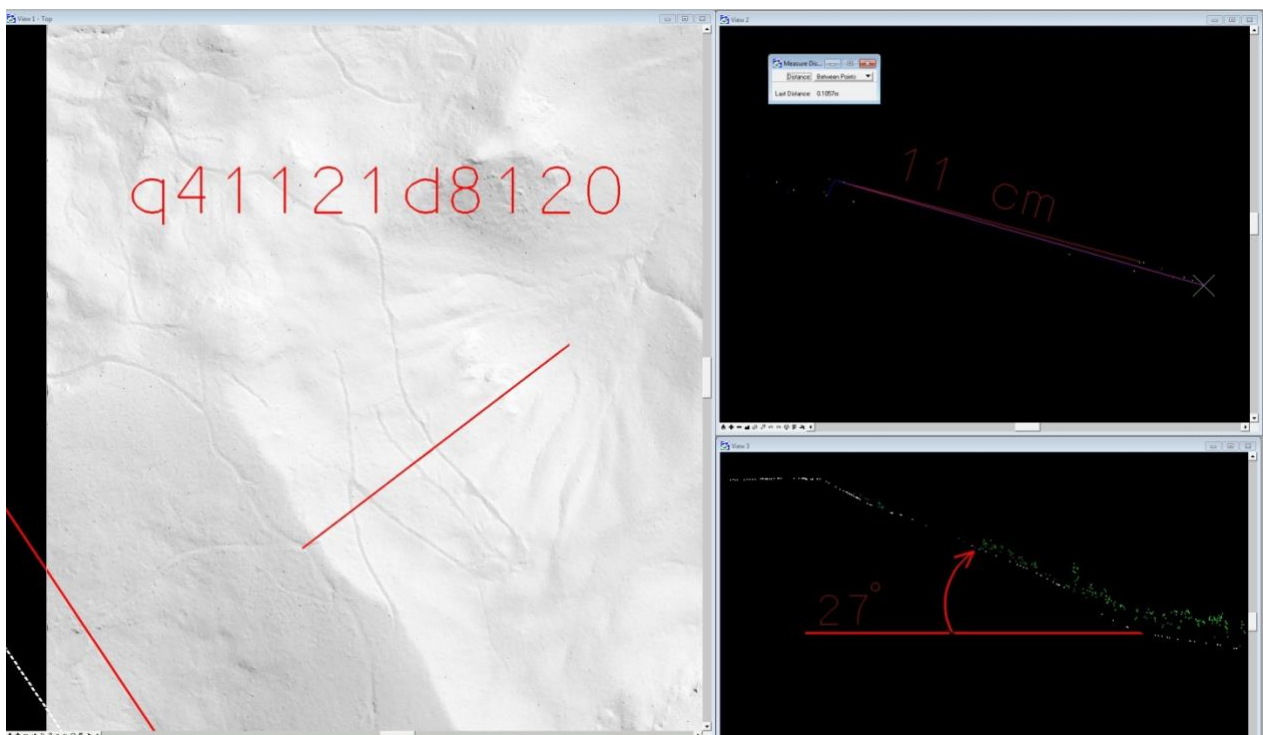 View 1 - Top
q41121d8120
View 2
Measure Dis...
Distance: Between Points
Last Distance: 0.1057m
11 cm
View 3
27°